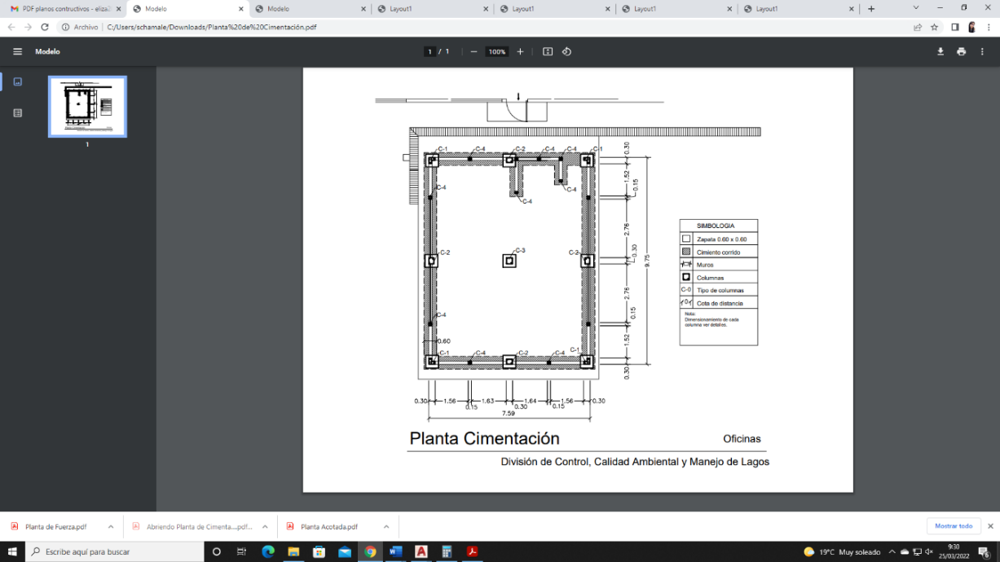 PDF planos contructivos - eliza2
Modelo
Modelo
Layout1
Layout1
Layout1
Layout1
Archivo
C:/Users/schamale/Downloads/Planta%20de%20Cimentación.pdf
Modelo
1 / 1
100%
1
C-1
C-4
C-2
C-4
C-4
C-1
0.30
C-4
C-4
C-4
1.52
0.15
2.76
C-2
C-3
C-2
0.30
9.75
2.76
C-4
0.15
0.60
1.52
C-1
C-4
C-2
C-4
C-1
0.30
0.30
1.56
0.15
1.63
0.30
1.64
0.15
1.56
0.30
7.59
SIMBOLOGIA
Zapata 0.60 x 0.60
Cimiento corrido
Muros
Columnas
C-0 Tipo de columnas
0 Cota de distancia
Nota:
Dimensionamiento de cada
columna ver detalles.
Planta Cimentación
Oficinas
División de Control, Calidad Ambiental y Manejo de Lagos
Planta de Fuerza.pdf
Abriendo Planta de Cimenta....pdf...
Planta Acotada.pdf
Mostrar todo
Escribe aquí para buscar
19°C Muy soleado
9:30
25/03/2022
6